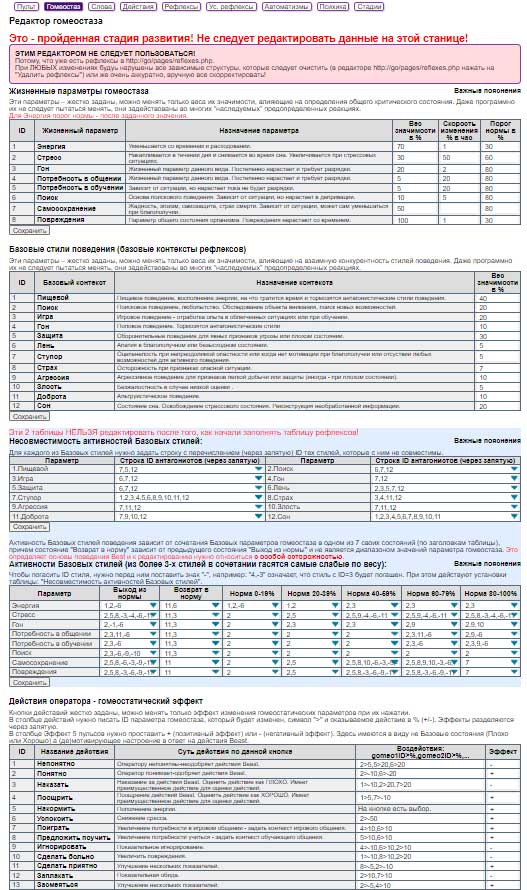 Пульт Гомеостаз Слова Действия Рефлексы Ус. рефлексы Автоматизмы Психика Стадии
Редактор гомеостаза
Это - пройденная стадия развития! Не следует редактировать данные на этой станице!
ЭТИМ РЕДАКТОРОМ НЕ СЛЕДУЕТ ПОЛЬЗОВАТЬСЯ!
Потому, что уже есть рефлексы в http://go/pages/reflexes.php.
При ЛЮБЫХ изменениях будуь нарушены все зависимые структуры, которые следует очистить (в редакторе http://go/pages/reflexes.php нажать на
"Удалить рефлексы") или же очень аккуратно, вручную все скорректировать!
Жизненные параметры гомеостаза Важные пояснения
Эти параметры – жестко заданы, можно менять только веса их значимости, влияющие на определения общего критического состояния. Даже программно
их не следует пытаться менять, они задействованы во многих "наследуемых" предопределенных реакциях.
Для Энергия порог нормы - после заданного значения.
ID Жизненный параметр Назначение параметра Вес значимости в % Скорость изменения % в час Порог нормы в %
1 Энергия Уменьшается со временем и расходовании. 70 1 30
2 Стресс Накапливается в течении дня и снижается во время сна. Увеличивается при стрессовых ситуациях. 30 50 60
3 Гон Жизненный параметр данного вида. Постепенно нарастает и требует разрядки. 20 2 80
4 Потребность в общении Жизненный параметр данного вида. Постепенно нарастает и требует разрядки. 5 20 80
5 Потребность в обучении Зависит от ситуации, но нарастает пока не будет разрядки. 5 20 80
6 Поиск Основа поискового поведения. Зависит от ситуации, но нарастает в депривации. 10 5 80
7 Самосохранение Жадность, эгоизм, самозащита, страх смерти. Зависит от ситуации, может сам уменьшаться при благополучии. 50 80
8 Повреждения Параметр общего состояния организма. Повреждения нарастают со временем. 100 1 30
Сохранить
Базовые стили поведения (базовые контексты рефлексов)
Эти параметры – жестко заданы, можно менять только веса их значимости, влияющие на взаимную конкурентность стилей поведения. Даже программно
их не следует пытаться менять, они задействованы во многих "наследуемых" предопределенных реакциях.
ID Базовый контекст Назначение контекста Вес значимости в %
1 Пищевой Пищевое поведение, восполнение энергии, на что тратится время и тормозятся антагонистические стили поведения. 40
2 Поиск Поисковое поведение, любопытство. Обследование объекта внимания, поиск новых возможностей. 20
3 Игра Игровое поведение - отработка опыта в облегченных ситуациях или при обучении. 20
4 Гон Половое поведение. Тормозятся антагонистические стили 10
5 Защита Оборонительные поведение для явных признаков угрозы или плохом состоянии. 30
6 Лень Апатия в благополучном или безысходном состоянии. 5
7 Ступор Оцепенелость при непреодолимой опастности или когда нет мотивации при благополучии или отсутствии любых возможностей для активного поведения. 5
8 Страх Осторожность при признаках опасной ситуации. 7
9 Агрессия Агрессивное поведение для признаков легкой добычи или защиты (иногда - при плохом состоянии). 10
10 Злость Безжалостность в случае низкой оценки . 5
11 Доброта Альтруистическое поведение. 10
12 Сон Состояние сна. Освобождение стрессового состояния. Реконструкция необработанной информации. 20
Сохранить
Эти 2 таблицы НЕЛЬЗЯ редактировать после того, как начали заполнять таблицу рефлексов!
Несовместимость активностей Базовых стилей: Важные пояснения
Для каждого из Базовых стилей нужно задать строку с перечислением (через запятую) ID тех стилей, которые с ним не совместимы.
Параметр Строка ID антагонистов (через запятую) Параметр Строка ID антагонистов (через запятую)
1.Пищевой 7,5,12 2.Поиск 6,7,12
3.Игра 6,7,12 4.Гон 7,12
5.Защита 6,7,12 6.Лень 2,3,5,7,12
7.Ступор 1,2,3,4,5,6,8,9,10,11,12 8.Страх 3,4,11,12
9.Агрессия 7,11,12 10.Злость 7,11,12
11.Доброта 7,9,10,12 12.Сон 1,2,3,4,5,6,7,8,9,10,11
Сохранить
Активность Базовых стилей поведения зависит от сочетания Базовых параметров гомеостаза в одном из 7 своих состояний (по заголовкам таблицы),
причем состояние "Возврат в норму" зависит от предыдущего состояния "Выход из нормы" и не является диапазоном значений параметра гомеостаза. Это
определяет основы поведения Beat и к редактированию нужно относиться с особой осторожностью.
Активности Базовых стилей (из более 3-х стилей в сочетании гасятся самые слабые по весу): Важные пояснения
Чтобы погасить ID стиля, нужно перед ним поставить знак "-", например: "4,-3" означает, что стиль с ID=3 будет погашен. При этом действуют установки
таблицы: "Несовместимость активностей Базовых стилей".
Параметр Выход из нормы Возврат в норму Норма 0-19% Норма 20-39% Норма 40-59% Норма 60-79% Норма 80-100%
Энергия 1,2,-6 11,6 1,2,-6 1,2 2,3 2,3 2,3
Стресс 2,5,8,-3,-4,-6,-1 11,3 2 2,5 2,5,9,-4,-6,-11 2,5,9,-4,-6,-11 2,5,8,-3,-4,-6,-1
Гон 2,-1,-6 11,3 2 2,3 2,3 2,9 2,9,10
Потребность в общении 2,3,11,-6 11,3 2 2 2 2,3,11,-6 2,9,-6
Потребность в обучении 2,3,-6 11,3 2 2 2 2,3,-6 2,3,9,-6
Поиск 2,3,-6,-9,-10 11,3 2 2 2 2 2
Самосохранение 2,5,8,-6,-3,-9,-1 11 2 2,5 2,5,8,10,-6,-3, 2,5,8,9,10,-3,-6 7
Повреждения 2,5,8,-3,-6,-9,-1 11 2 2,5 2,5,8,-3,-6,-9 2,5,8,-3,-6,-9,-1 7
Сохранить
Действия оператора - гомеостатический эффект
Кнопки действий жестко заданы, можно менять только эффект изменения гомеостатических параметров при их нажатии.
В столбце действий нужно писать ID параметра гомеостаза, который будет изменен, символ ">" и оказываемое действие в % (+/-). Эффекты разделяются
через запятую.
В столбце Эффект 5 пульсов нужно проставить + (позитивный эффект) или - (негативный эффект). Здесь имеются в виду не Базовые состояния (Плохо
или Хорошо) а (де)мотивирующее настроение в ответ на действия Beast.
ID Название действия Суть действия по данной кнопке Воздействия: gomeo1ID>%,gomeo2ID>%,... Эффект
1 Непонятно Оператору непонятны-неодобряет действия Beast. 2>5,5>20,6>20 -
2 Понятно Оператор понимает-одобряет действия Beast. 2>-10,6>-20 +
3 Наказать Наказание за действия Beast. Оценить действие как ПЛОХО. Имеет преимущественное действие для оценки действий. 1>-10,2>20,7>20 -
4 Поощрить Поощрение действий Beast. Оценить действие как ХОРОШО. Имеет преимущественное действие для оценки действий. 1>5,7>-10 +
5 Накормить Пополнение энергии. На кнопке есть выбор. +
6 Успокоить Снижение стресса. 2>-50 +
7 Поиграть Увеличение потребности в игровом общении - задать контекст игрового общения. 4>10,6>10 +
8 Предложить поучить Увеличение потребности учиться - задать контекст обучающего общения. 5>10,6>10 +
9 Игнорировать Показательное игнорирование. 4>-10,5>10,2>10 -
10 Сделать больно Увеличить повреждения. 1>-10,8>10,2>20 -
11 Сделать приятно Улучшение нескольких показателей. 8>-5,2>-10 +
12 Заплакать Показательная обида. 2>10,7>10 -
13 Засмеяться Улучшение нескольких показателей. 2>-5,4>10 +